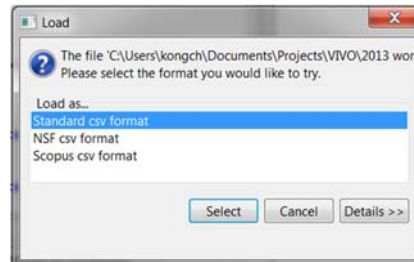 Load
The file 'C:\Users\kongch\Documents\Projects\VIVO\2013 wor
Please select the format you would like to try.
Load as...
Standard csv format
NSF csv format
Scopus csv format
Select Cancel Details >>